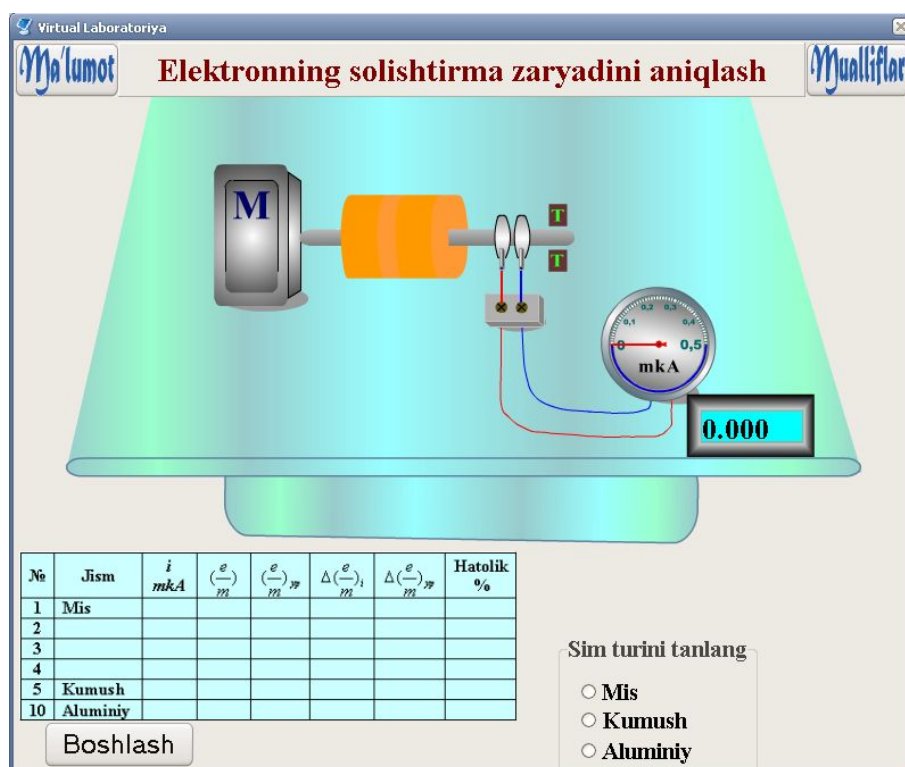 Virtual Laboratoriya
Ma'lumot
Elektronning solishtirma zaryadini aniqlash
Mualliflar
M
T
T
0 0,1 0,2 0,3 0,4 0,5
mkA
0.000
№ Jism i mkA (e/m) (e/m)ур Δ(e/m)i Δ(e/m)ур Hatolik %
1 Mis
2
3
4
5 Kumush
10 Aluminiy
Boshlash
Sim turini tanlang
Mis
Kumush
Aluminiy